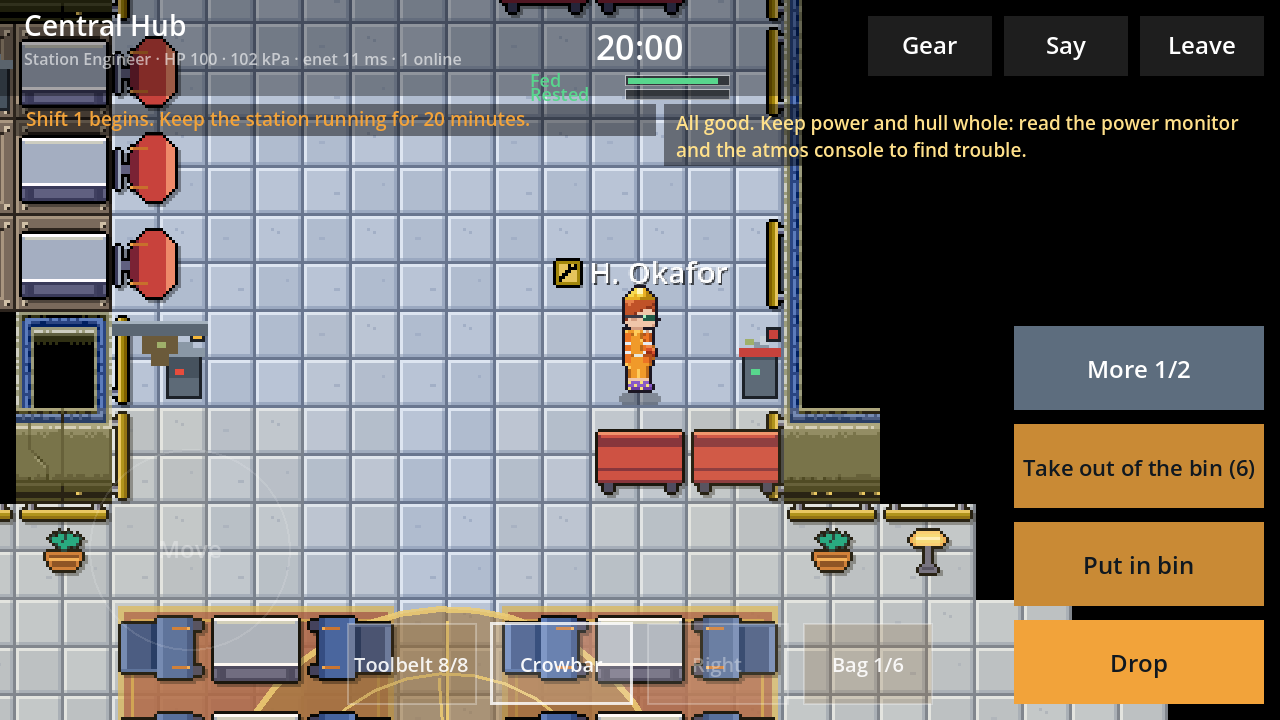 Central Hub
Station Engineer · HP 100 · 102 kPa · enet 11 ms · 1 online
20:00
Fed
Rested
Gear
Say
Leave
Shift 1 begins. Keep the station running for 20 minutes.
All good. Keep power and hull whole: read the power monitor
and the atmos console to find trouble.
H. Okafor
More 1/2
Take out of the bin (6)
Put in bin
Drop
Move
Toolbelt 8/8
Crowbar
Right
Bag 1/6